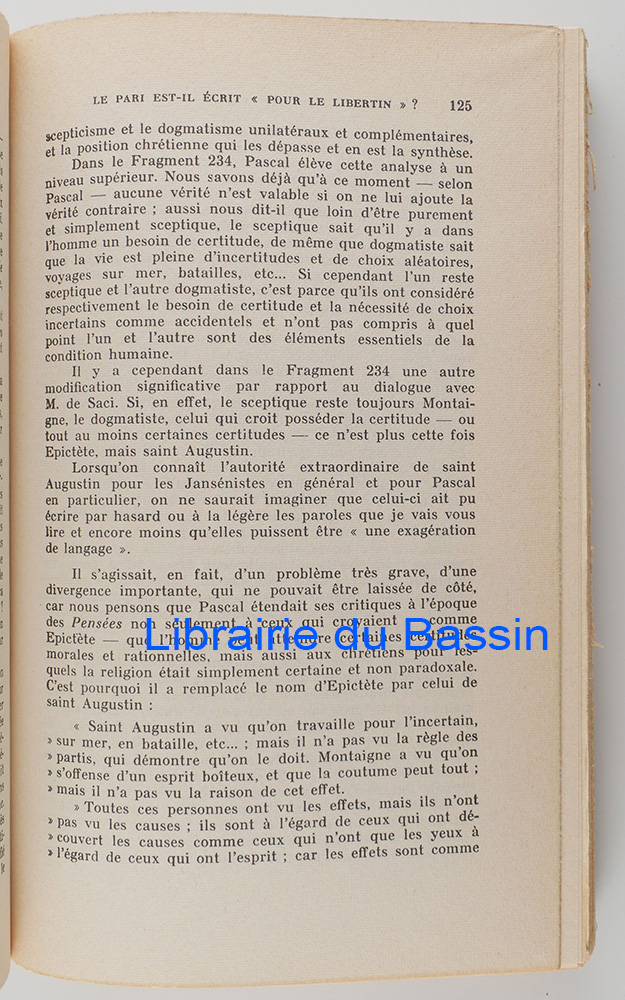 LE PARI EST-IL ÉCRIT « POUR LE LIBERTIN » ? 125
scepticisme et le dogmatisme unilatéraux et complémentaires,
et la position chrétienne qui les dépasse et en est la synthèse.
Dans le Fragment 234, Pascal élève cette analyse à un
niveau supérieur. Nous savons déjà qu'à ce moment — selon
Pascal — aucune vérité n'est valable si on ne lui ajoute la
vérité contraire ; aussi nous dit-il que loin d'être purement
et simplement sceptique, le sceptique sait qu'il y a dans
l'homme un besoin de certitude, de même que dogmatiste sait
que la vie est pleine d'incertitudes et de choix aléatoires,
voyages sur mer, batailles, etc... Si cependant l'un reste
sceptique et l'autre dogmatiste, c'est parce qu'ils ont considéré
respectivement le besoin de certitude et la nécessité de choix
incertains comme accidentels et n'ont pas compris à quel
point l'un et l'autre sont des éléments essentiels de la
condition humaine.
Il y a cependant dans le Fragment 234 une autre
modification significative par rapport au dialogue avec
M. de Saci. Si, en effet, le sceptique reste toujours Montai-
gne, le dogmatiste, celui qui croit posséder la certitude — ou
tout au moins certaines certitudes — ce n'est plus cette fois
Epictète, mais saint Augustin.
Lorsqu'on connaît l'autorité extraordinaire de saint
Augustin pour les Jansénistes en général et pour Pascal
en particulier, on ne saurait imaginer que celui-ci ait pu
écrire par hasard ou à la légère les paroles que je vais vous
lire et encore moins qu'elles puissent être « une exagération
de langage ».
Il s'agissait, en fait, d'un problème très grave, d'une
divergence importante, qui ne pouvait être laissée de côté,
car nous pensons que Pascal étendait ses critiques à l'époque
des Pensées non seulement à ceux qui croyaient — comme
Epictète — que l'homme peut atteindre certaines certitudes
Librairie du Bassin
morales et rationnelles, mais aussi aux chrétiens pour les-
quels la religion était simplement certaine et non paradoxale.
C'est pourquoi il a remplacé le nom d'Epictète par celui de
saint Augustin :
« Saint Augustin a vu qu'on travaille pour l'incertain,
» sur mer, en bataille, etc... ; mais il n'a pas vu la règle des
» partis, qui démontre qu'on le doit. Montaigne a vu qu'on
» s'offense d'un esprit boîteux, et que la coutume peut tout ;
» mais il n'a pas vu la raison de cet effet.
» Toutes ces personnes ont vu les effets, mais ils n'ont
» pas vu les causes ; ils sont à l'égard de ceux qui ont dé-
» couvert les causes comme ceux qui n'ont que les yeux à
» l'égard de ceux qui ont l'esprit ; car les effets sont comme